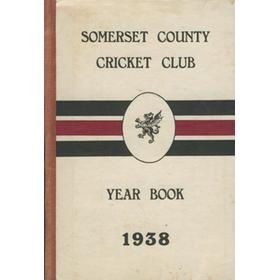 SOMERSET COUNTY
CRICKET CLUB
YEAR BOOK
1938